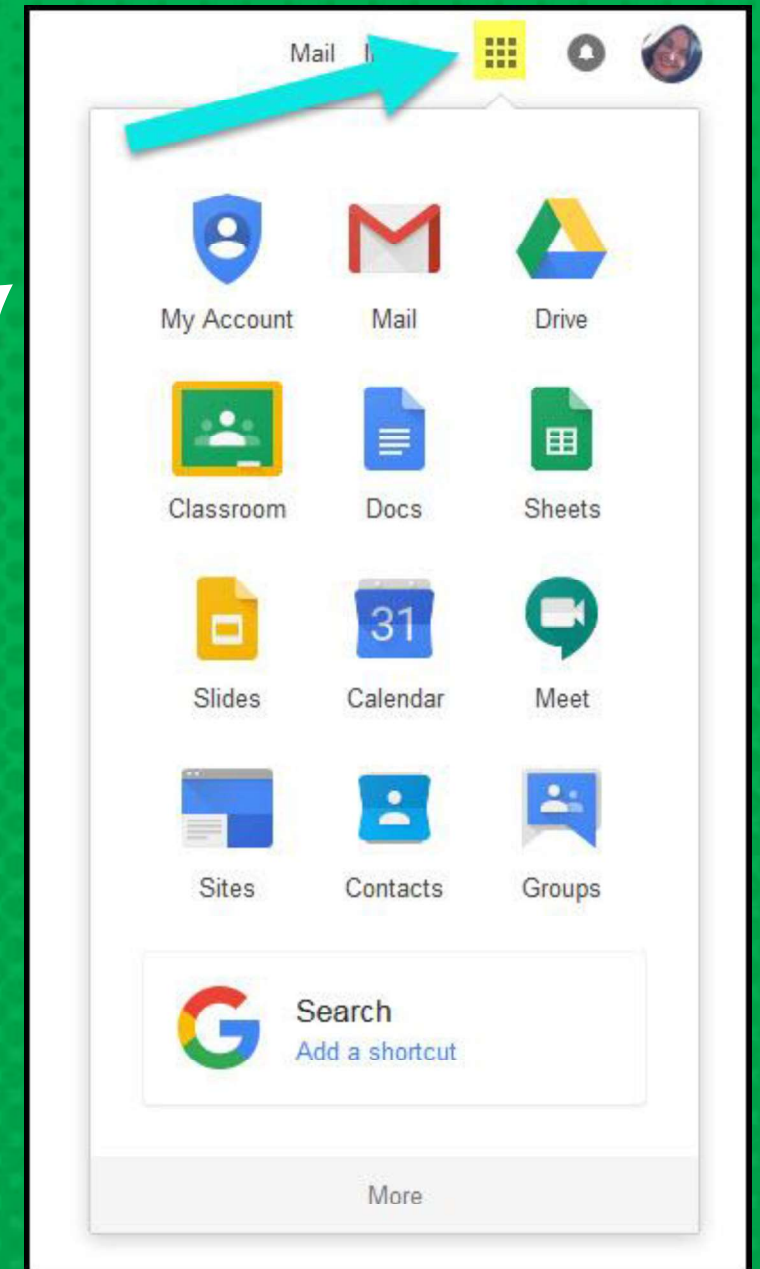 Mail
My Account Mail Drive
Classroom Docs Sheets
Slides 31 Calendar Meet
Sites Contacts Groups
G Search
Add a shortcut
More